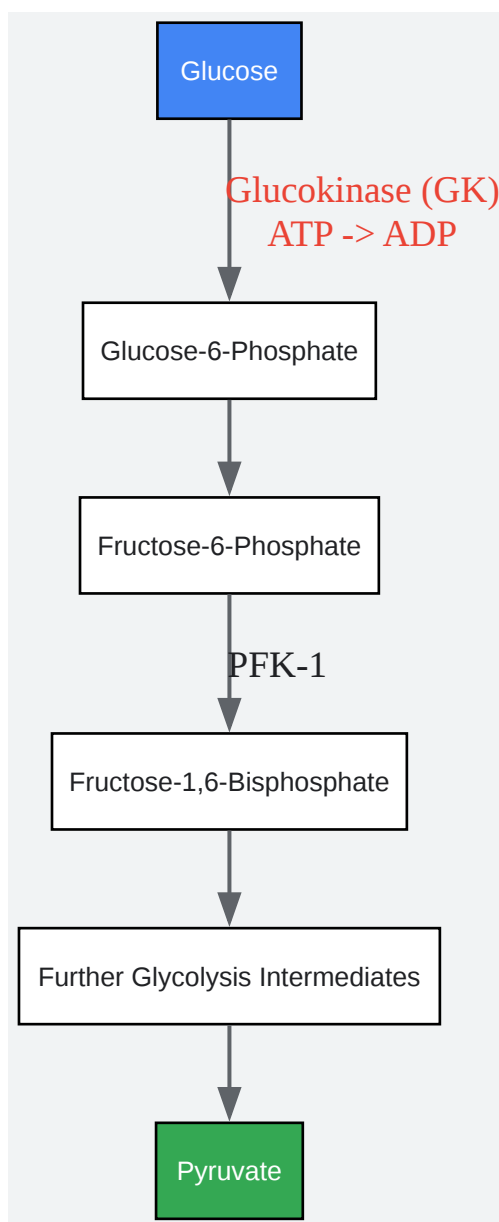 Glucose
Glucokinase (GK)
ATP -> ADP
Glucose-6-Phosphate
Fructose-6-Phosphate
PFK-1
Fructose-1,6-Bisphosphate
Further Glycolysis Intermediates
Pyruvate